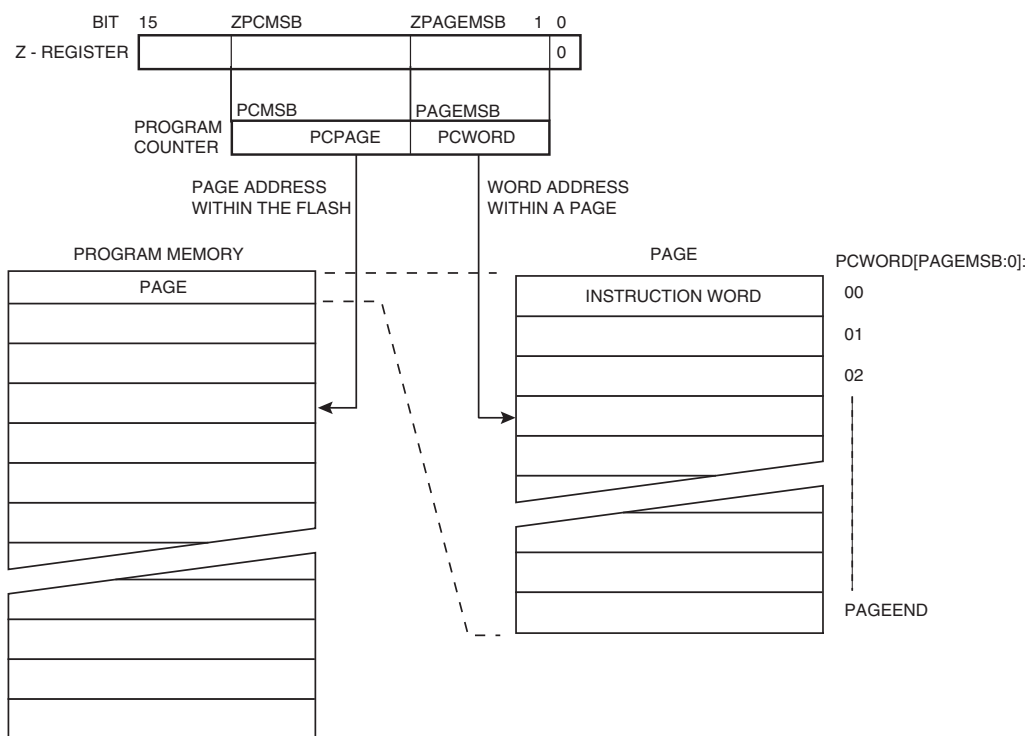 BIT 15 ZPCMSB ZPAGEMSB 1 0
Z - REGISTER 0
PCMSB PAGEMSB
PROGRAM
COUNTER
PCPAGE PCWORD
PAGE ADDRESS
WITHIN THE FLASH
WORD ADDRESS
WITHIN A PAGE
PROGRAM MEMORY
PAGE
PAGE
PCWORD[PAGEMSB:0]:
INSTRUCTION WORD
00
01
02
PAGEEND